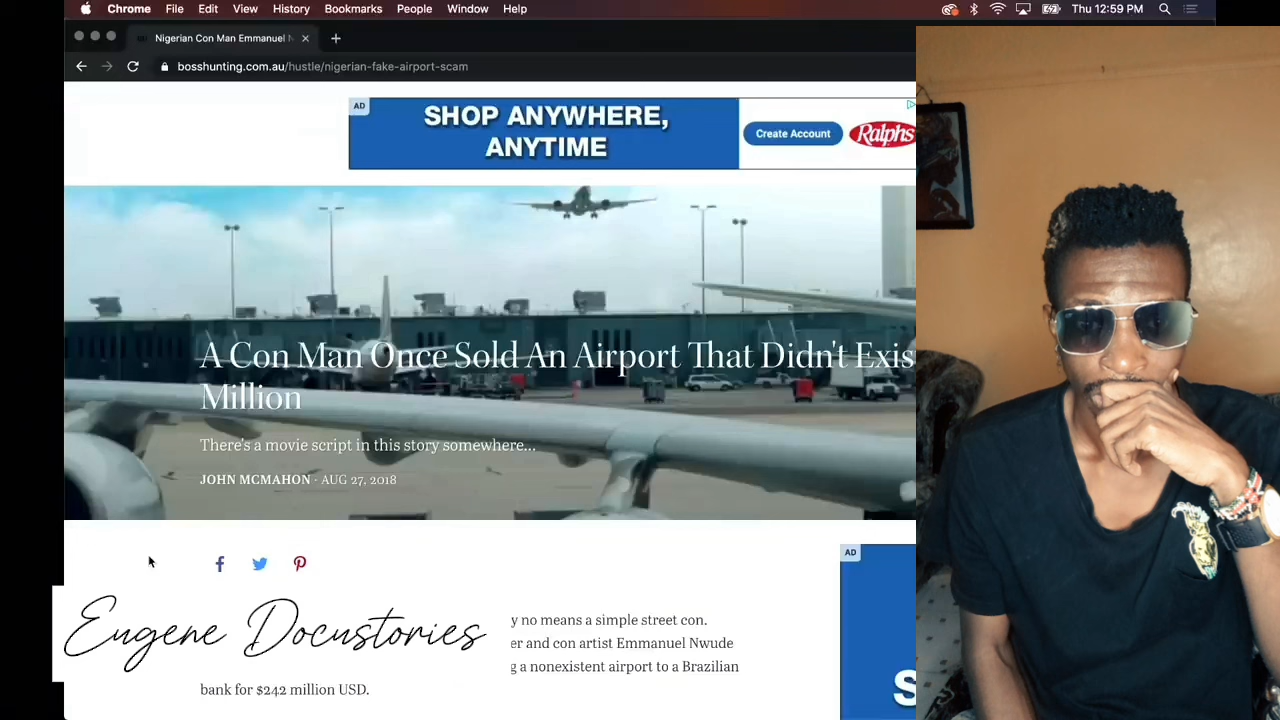 Chrome File Edit View History Bookmarks People Window Help Thu 12:59 PM
Nigerian Con Man Emmanuel N
bosshunting.com.au/hustle/nigerian-fake-airport-scam
AD
SHOP ANYWHERE,
ANYTIME
Create Account
Ralphs
A Con Man Once Sold An Airport That Didn't Exis
Million
There's a movie script in this story somewhere...
JOHN MCMAHON · AUG 27, 2018
AD
Eugene Docustories
y no means a simple street con.
er and con artist Emmanuel Nwude
g a nonexistent airport to a Brazilian
bank for $242 million USD.
S